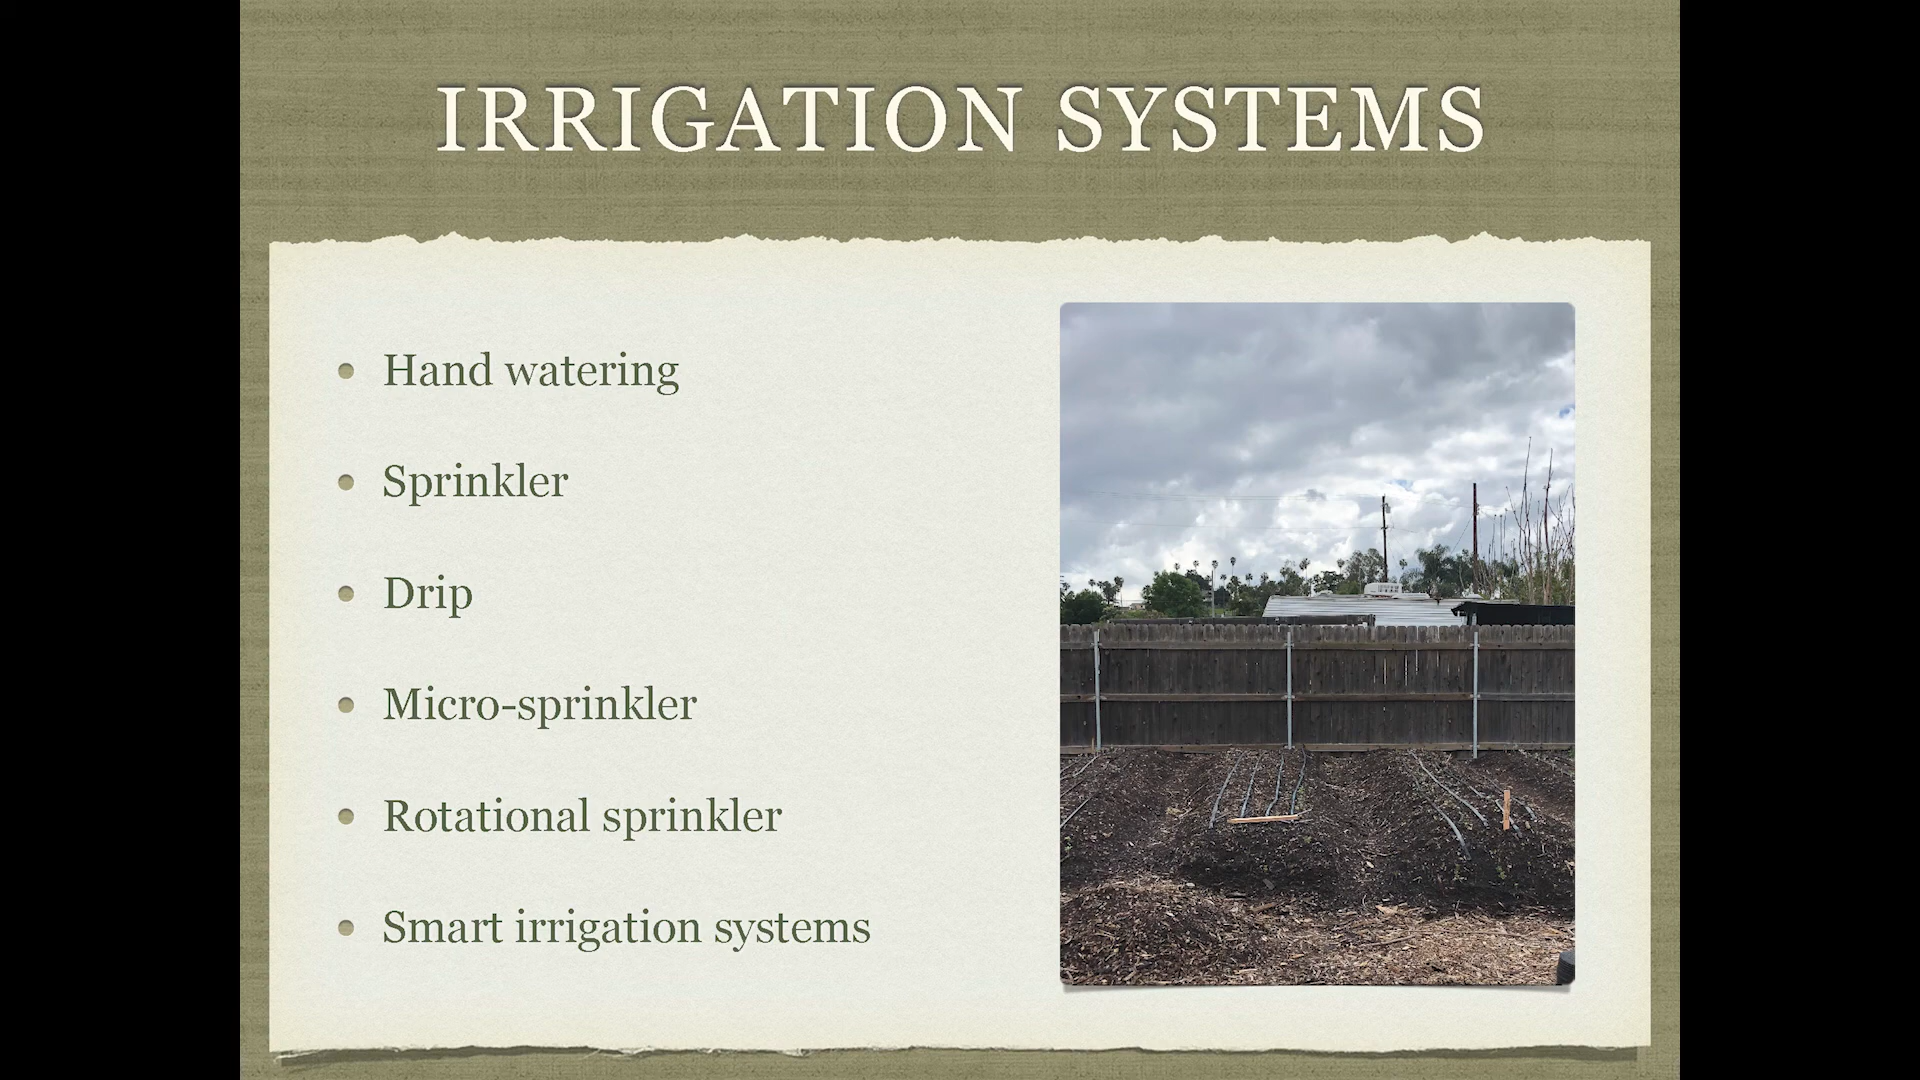 IRRIGATION SYSTEMS
Hand watering
Sprinkler
Drip
Micro-sprinkler
Rotational sprinkler
Smart irrigation systems